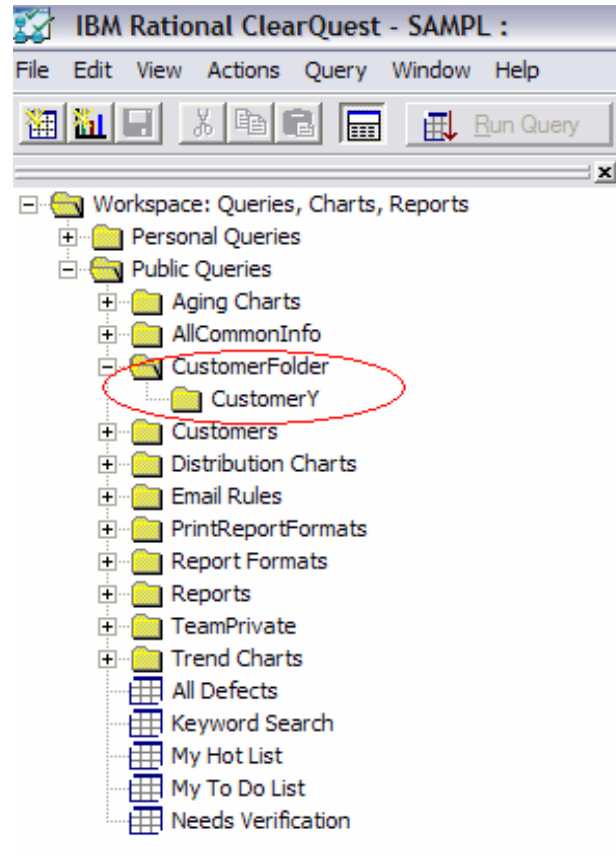 IBM Rational ClearQuest - SAMPL :
File Edit View Actions Query Window Help
Run Query
Workspace: Queries, Charts, Reports
Personal Queries
Public Queries
Aging Charts
AllCommonInfo
CustomerFolder
CustomerY
Customers
Distribution Charts
Email Rules
PrintReportFormats
Report Formats
Reports
TeamPrivate
Trend Charts
All Defects
Keyword Search
My Hot List
My To Do List
Needs Verification